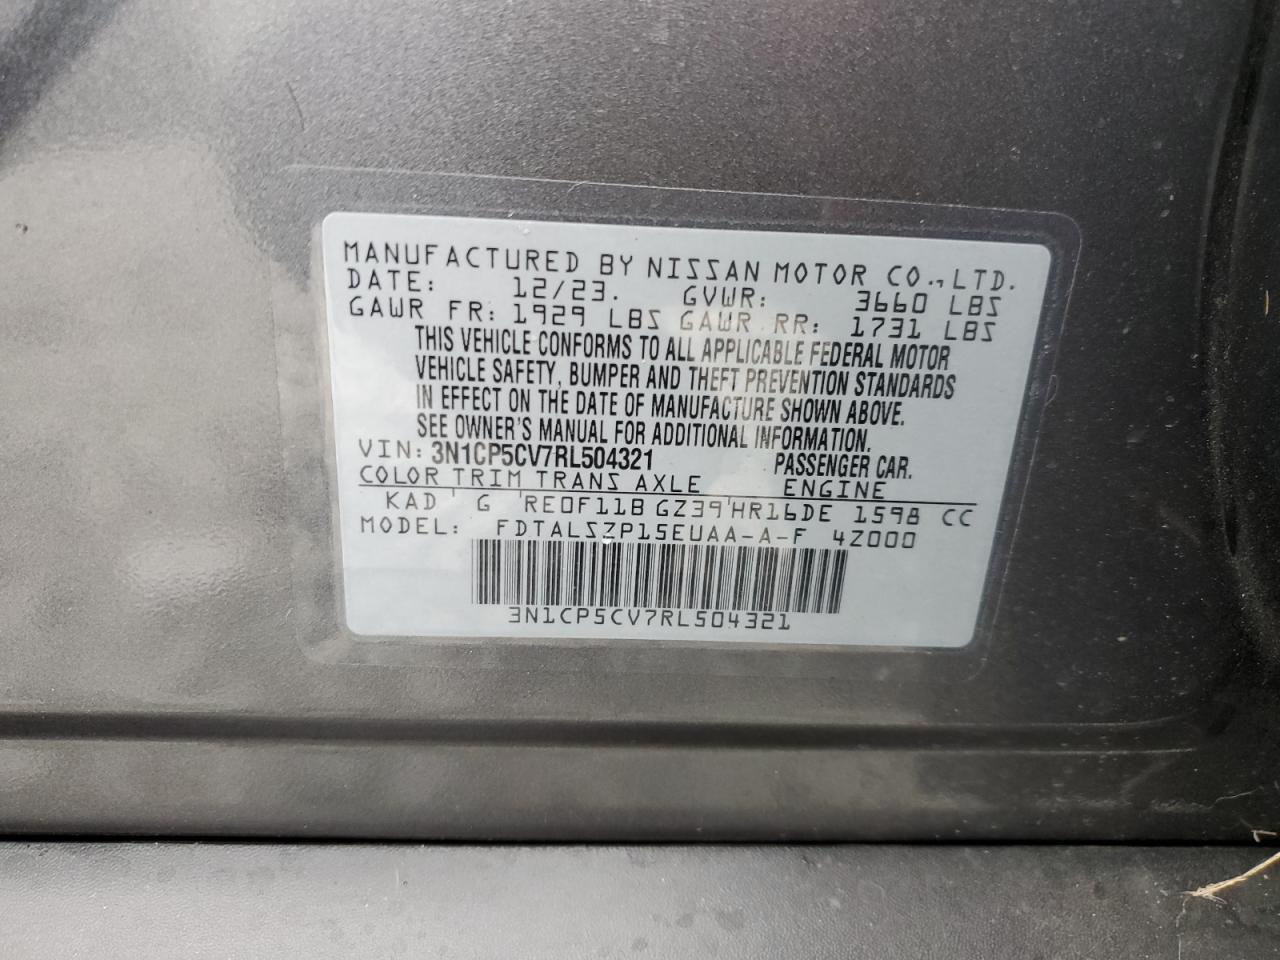 MANUFACTURED BY NISSAN MOTOR CO., LTD.
DATE: 12/23. GVWR: 3660 LBS
GAWR FR: 1929 LBS GAWR RR: 1731 LBS
THIS VEHICLE CONFORMS TO ALL APPLICABLE FEDERAL MOTOR
VEHICLE SAFETY, BUMPER AND THEFT PREVENTION STANDARDS
IN EFFECT ON THE DATE OF MANUFACTURE SHOWN ABOVE.
SEE OWNER'S MANUAL FOR ADDITIONAL INFORMATION.
VIN: 3N1CP5CV7RL504321 PASSENGER CAR.
COLOR TRIM TRANS AXLE ENGINE
KAD ' G 'RE0F11B GZ39'HR16DE 1598 CC
MODEL: FDTALSZP15EUAA-A-F 4Z000
3N1CP5CV7RL504321